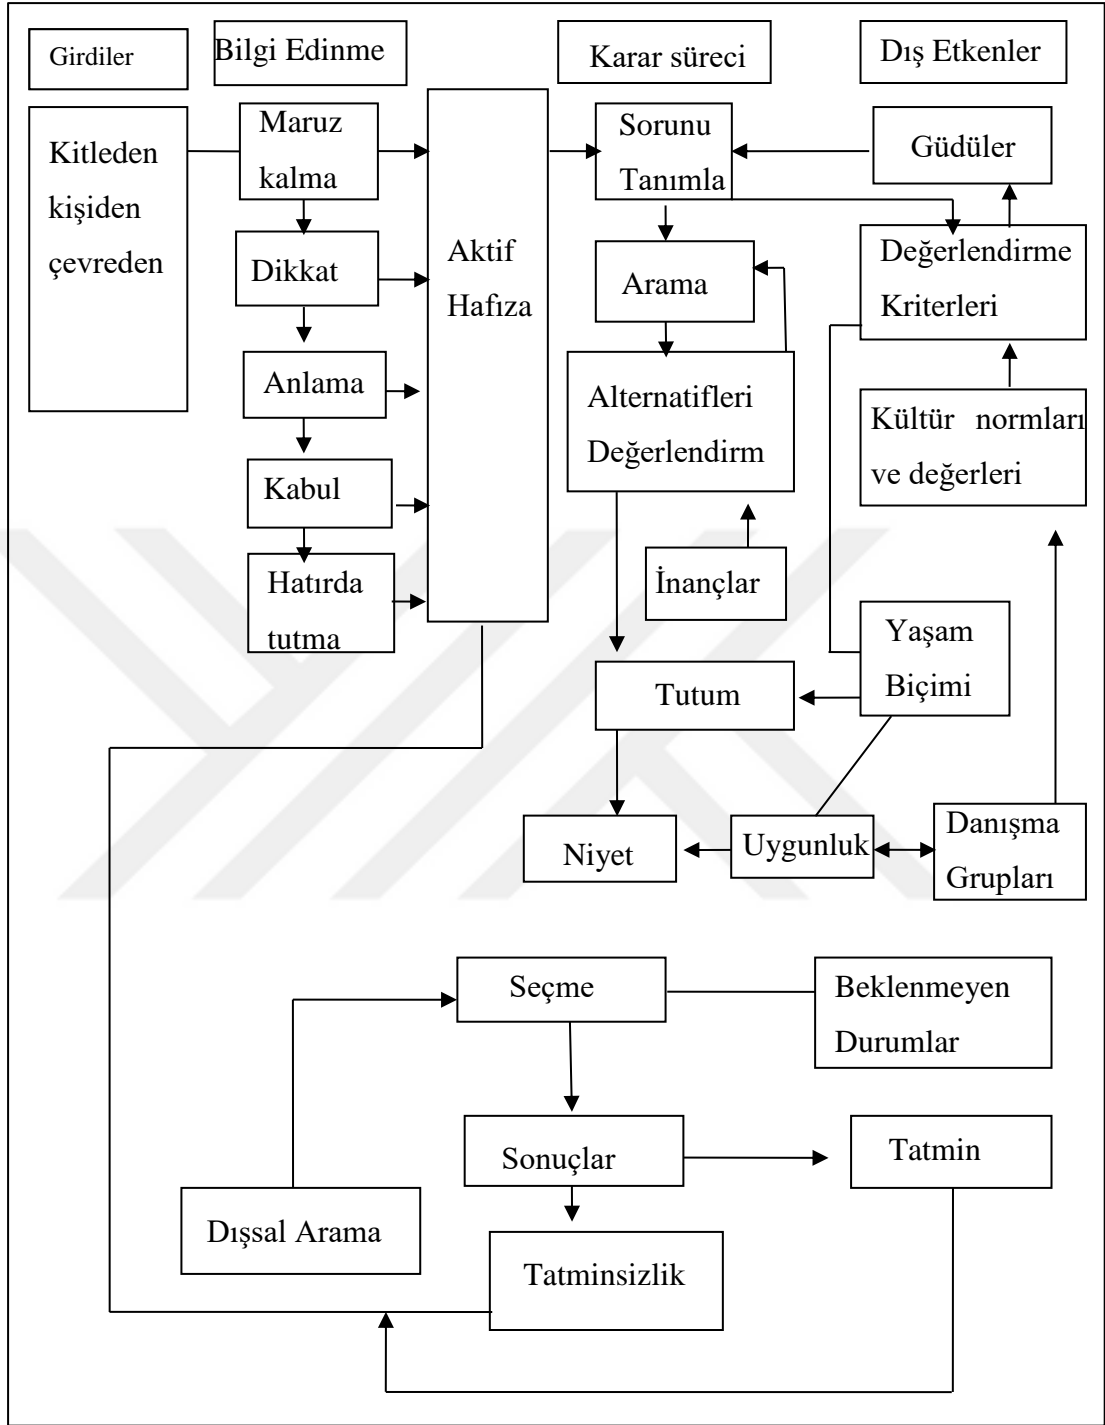 Girdiler
Bilgi Edinme
Karar süreci
Dış Etkenler
Kitleden
kişiden
çevreden
Maruz
kalma
Dikkat
Anlama
Kabul
Hatırda
tutma
Aktif
Hafıza
Sorunu
Tanımla
Arama
Alternatifleri
Değerlendirm
İnançlar
Tutum
Niyet
Güdüler
Değerlendirme
Kriterleri
Kültür normları
ve değerleri
Yaşam
Biçimi
Uygunluk
Danışma
Grupları
Seçme
Beklenmeyen
Durumlar
Sonuçlar
Tatmin
Dışsal Arama
Tatminsizlik